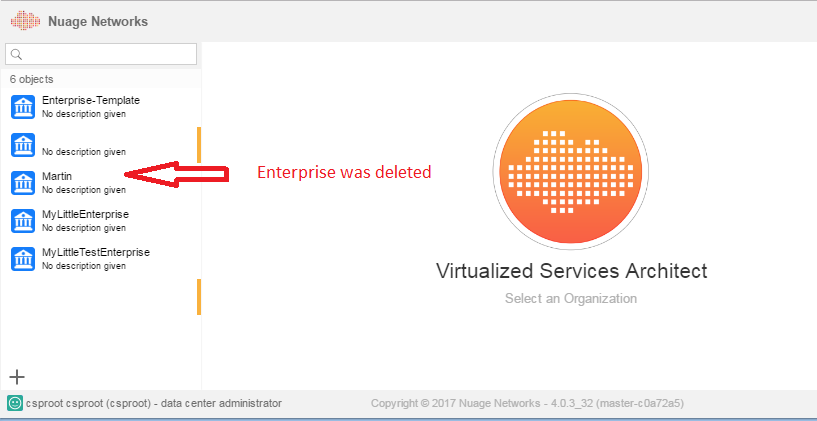 Nuage Networks
6 objects
Enterprise-Template
No description given
No description given
Martin
No description given
Enterprise was deleted
MyLittleEnterprise
No description given
MyLittleTestEnterprise
No description given
Virtualized Services Architect
Select an Organization
csproot csproot (csproot) - data center administrator
Copyright © 2017 Nuage Networks - 4.0.3_32 (master-c0a72a5)